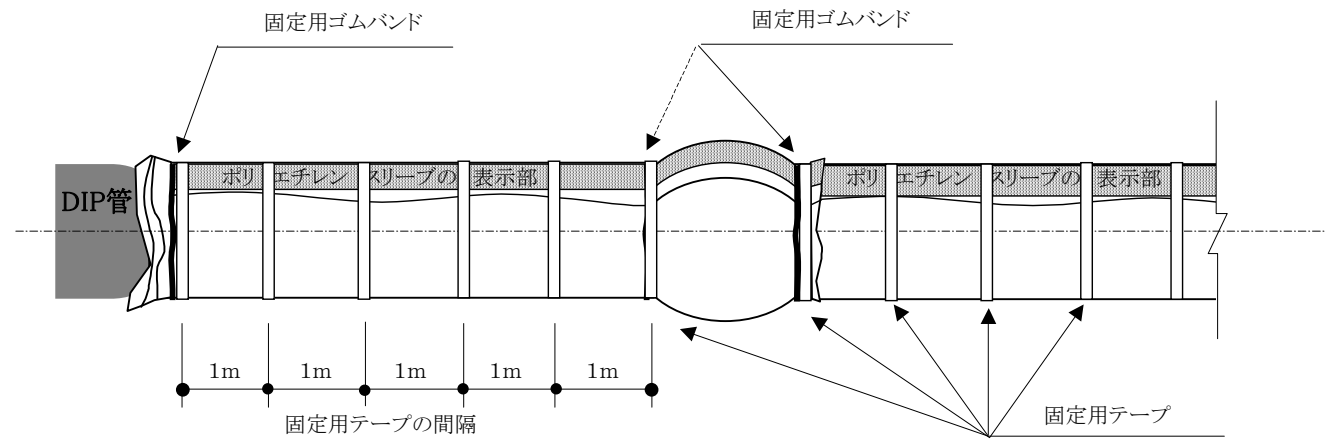 固定用ゴムバンド
固定用ゴムバンド
DIP管
ポリエチレンスリーブの表示部
ポリエチレンスリーブの表示部
1m 1m 1m 1m 1m
固定用テープの間隔
固定用テープ